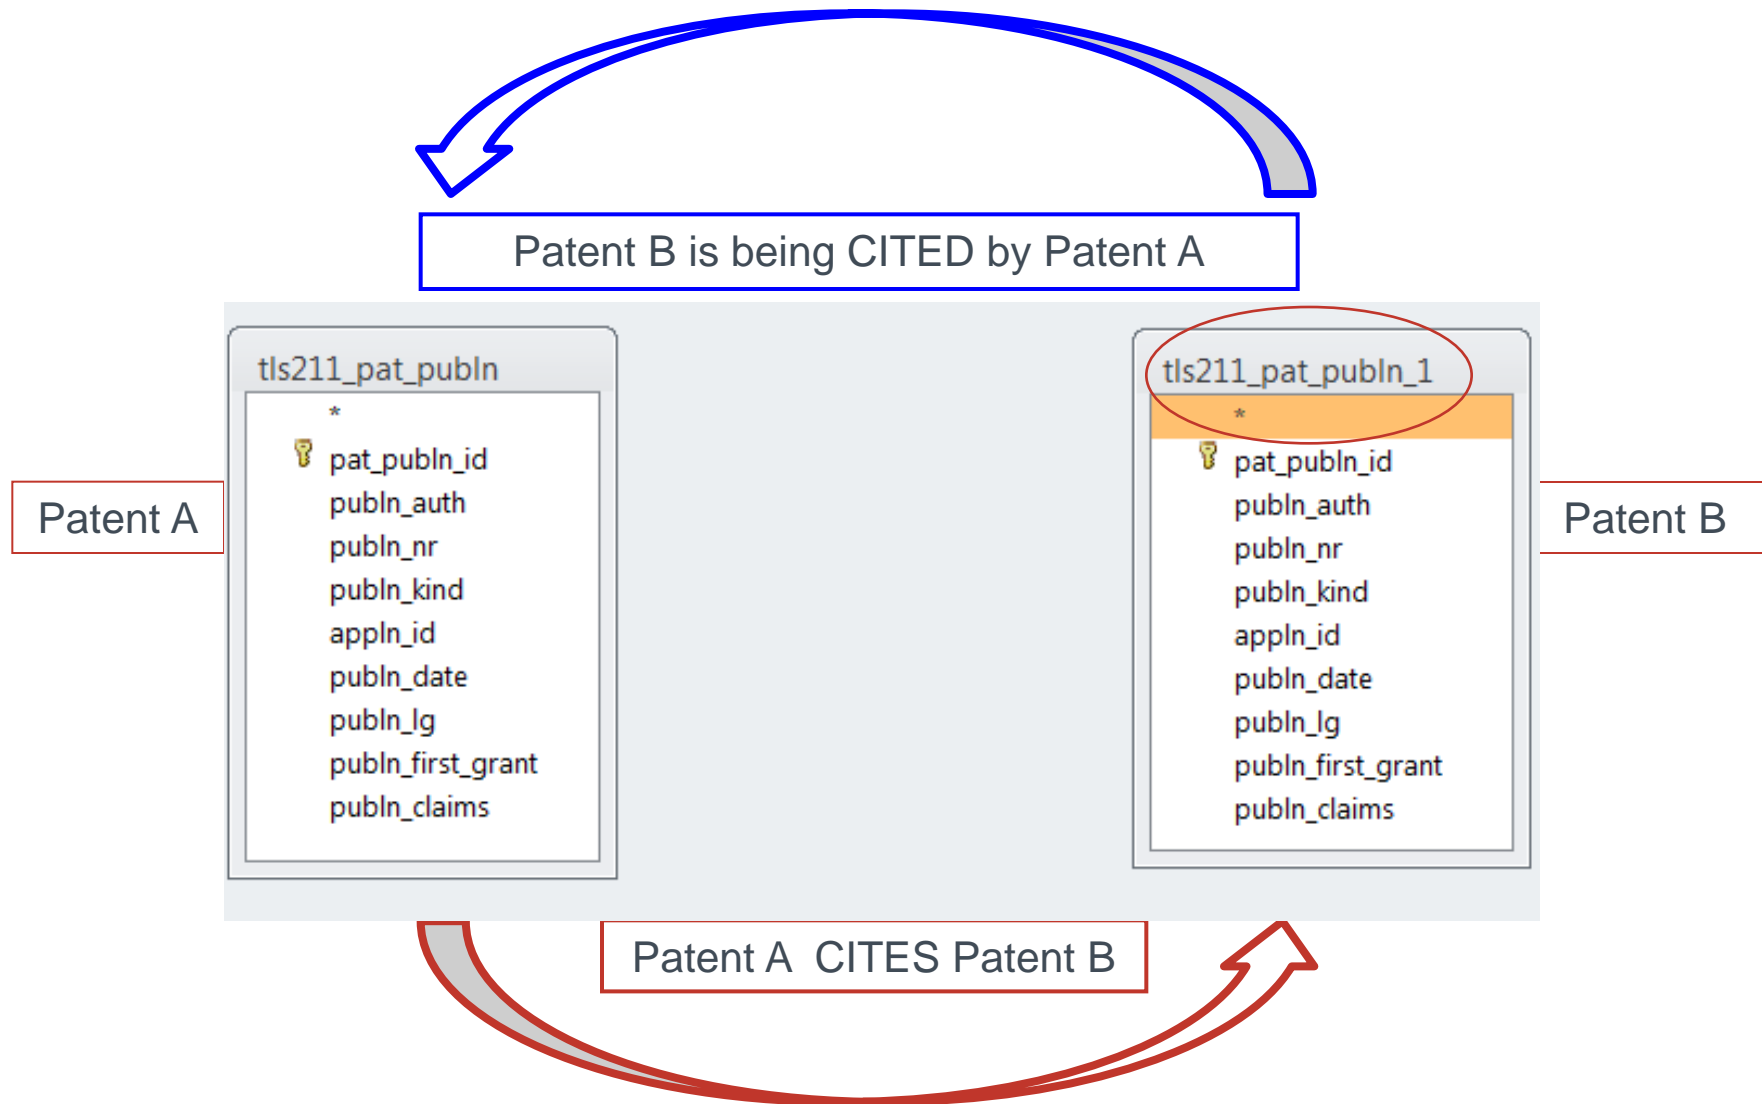 Patent B is being CITED by Patent A
tls211_pat_publn
*
pat_publn_id
publn_auth
publn_nr
publn_kind
appln_id
publn_date
publn_lg
publn_first_grant
publn_claims
tls211_pat_publn_1
*
pat_publn_id
publn_auth
publn_nr
publn_kind
appln_id
publn_date
publn_lg
publn_first_grant
publn_claims
Patent A
Patent B
Patent A  CITES Patent B